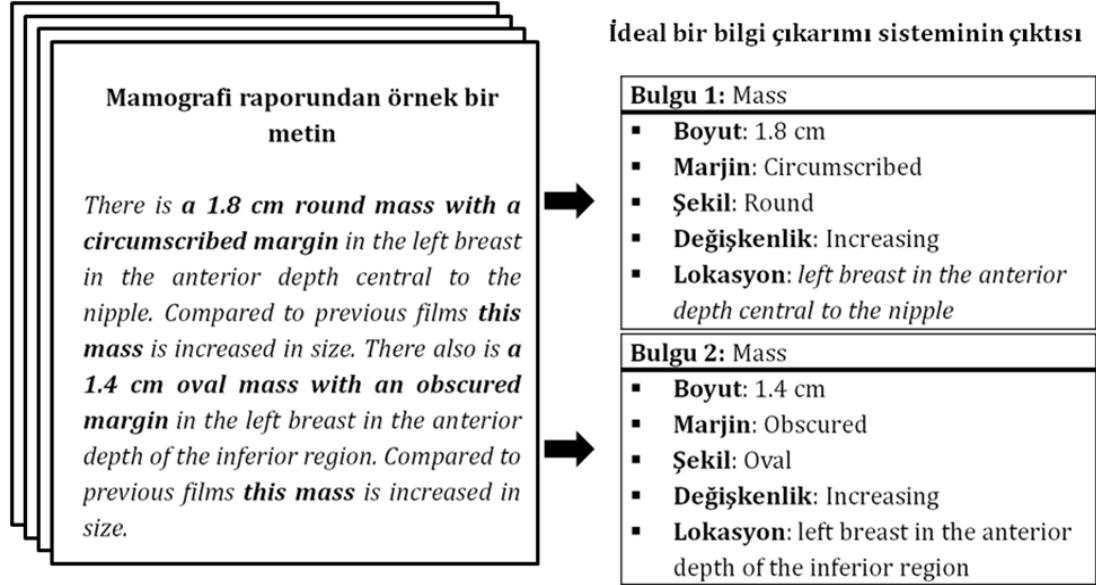 Mamografi raporundan örnek bir
metin
There is a 1.8 cm round mass with a
circumscribed margin in the left breast
in the anterior depth central to the
nipple. Compared to previous films this
mass is increased in size. There also is a
1.4 cm oval mass with an obscured
margin in the left breast in the anterior
depth of the inferior region. Compared to
previous films this mass is increased in
size.
İdeal bir bilgi çıkarımı sisteminin çıktısı
Bulgu 1: Mass
▪ Boyut: 1.8 cm
▪ Marjin: Circumscribed
▪ Şekil: Round
▪ Değişkenlik: Increasing
▪ Lokasyon: left breast in the anterior
depth central to the nipple
Bulgu 2: Mass
▪ Boyut: 1.4 cm
▪ Marjin: Obscured
▪ Şekil: Oval
▪ Değişkenlik: Increasing
▪ Lokasyon: left breast in the anterior
depth of the inferior region